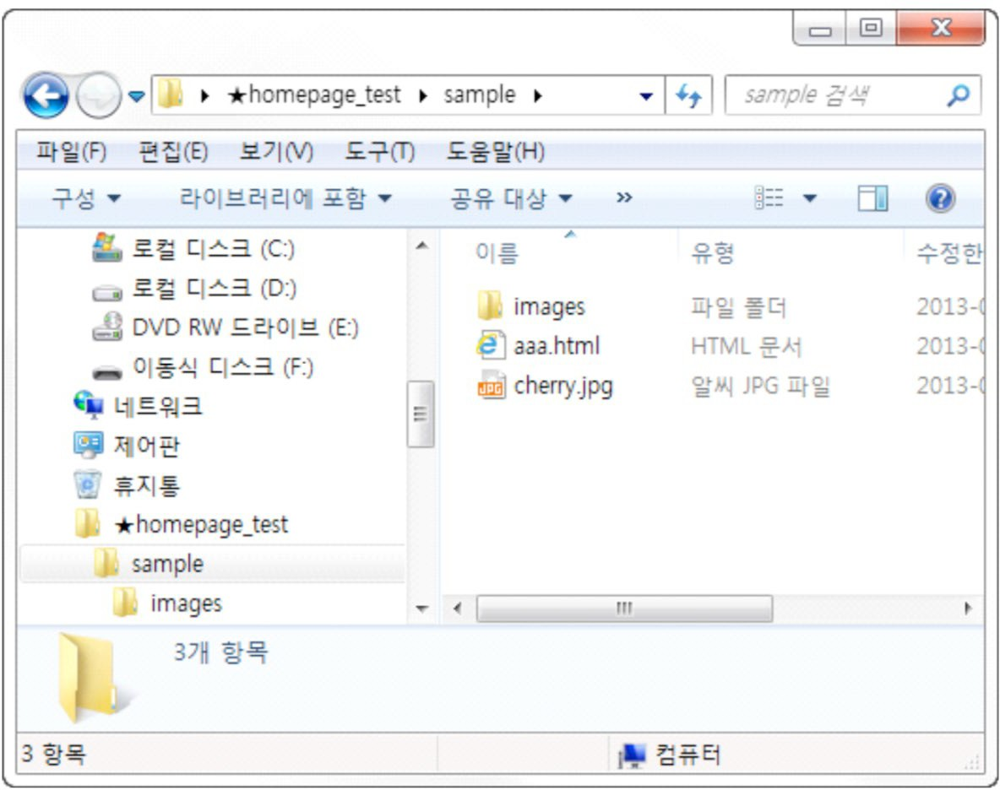 ★homepage_test sample sample 검색
파일(F) 편집(E) 보기(V) 도구(T) 도움말(H)
구성 라이브러리에 포함 공유 대상 »
로컬 디스크 (C:)
로컬 디스크 (D:)
DVD RW 드라이브 (E:)
이동식 디스크 (F:)
네트워크
제어판
휴지통
★homepage_test
sample
images
이름 유형 수정한
images 파일 폴더 2013-0
aaa.html HTML 문서 2013-0
JPG cherry.jpg 알씨 JPG 파일 2013-0
3개 항목
3 항목 컴퓨터